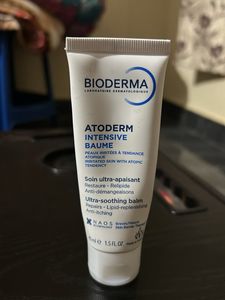 BIODERMA
LABORATOIRE DERMATOLOGIQUE
ATODERM
INTENSIVE
BAUME
PEAUX IRRITÉES À TENDANCE
ATOPIQUE
IRRITATED SKIN WITH ATOPIC
TENDENCY
Soin ultra-apaisant
Restaure - Relipide
Anti-démangeaisons
Ultra-soothing balm
Repairs - Lipid-replenishing
Anti-itching
NAOS
ml 1.5 FL.OZ.